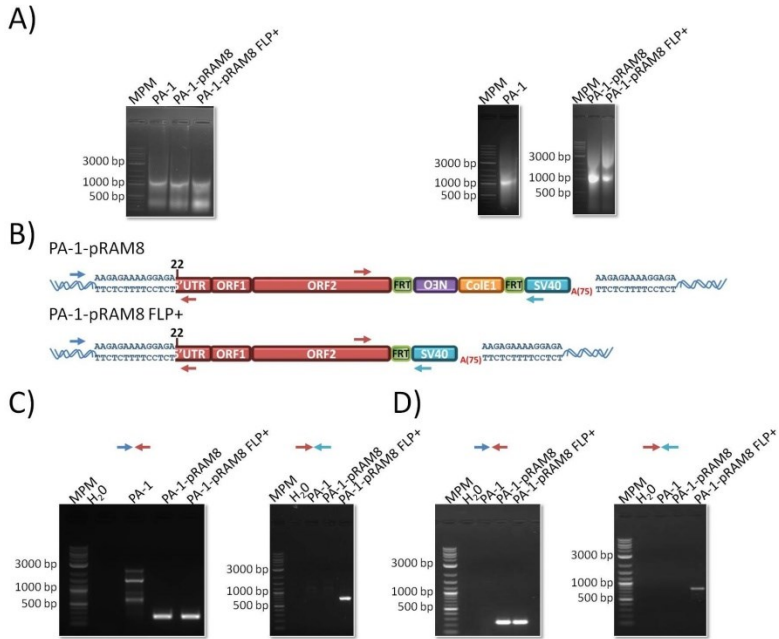 A)
MPM PA-1 PA-1-pRAM8 PA-1-pRAM8 FLP+
3000 bp
1000 bp
500 bp
MPM PA-1
3000 bp
1000 bp
500 bp
MPM PA-1-pRAM8 PA-1-pRAM8 FLP+
3000 bp
1000 bp
500 bp
B)
PA-1-pRAM8
22
AAGAGAAAAGGAGA AAGAGAAAAGGAGA
5'UTR ORF1 ORF2 FRT NEO ColE1 FRT SV40 A(75)
TTCTCTTTTCCTCT TTCTCTTTTCCTCT
PA-1-pRAM8 FLP+
22
AAGAGAAAAGGAGA AAGAGAAAAGGAGA
5'UTR ORF1 ORF2 FRT SV40 A(75)
TTCTCTTTTCCTCT TTCTCTTTTCCTCT
C)
MPM H20 PA-1 PA-1-pRAM8 PA-1-pRAM8 FLP+
3000 bp
1000 bp
500 bp
MPM H20 PA-1 PA-1-pRAM8 PA-1-pRAM8 FLP+
3000 bp
1000 bp
500 bp
D)
MPM H20 PA-1 PA-1-pRAM8 PA-1-pRAM8 FLP+
3000 bp
1000 bp
500 bp
MPM H20 PA-1 PA-1-pRAM8 PA-1-pRAM8 FLP+
3000 bp
1000 bp
500 bp